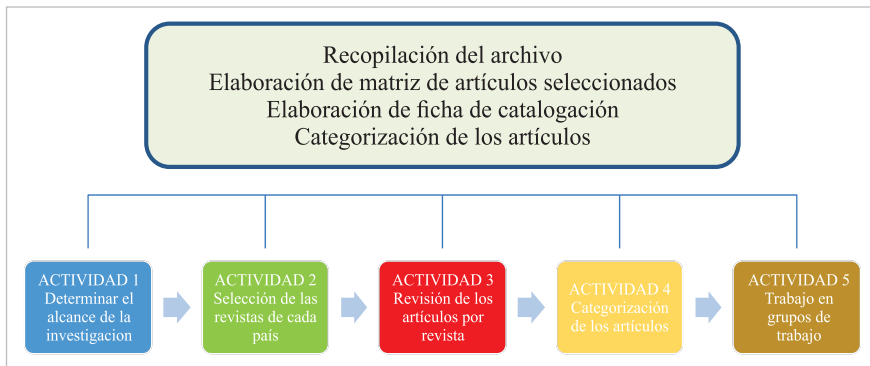 Recopilación del archivo
Elaboración de matriz de artículos seleccionados
Elaboración de ficha de catalogación
Categorización de los artículos
ACTIVIDAD 1
Determinar el
alcance de la
investigacion
ACTIVIDAD 2
Selección de las
revistas de cada
país
ACTIVIDAD 3
Revisión de los
artículos por
revista
ACTIVIDAD 4
Categorización
de los artículos
ACTIVIDAD 5
Trabajo en
grupos de
trabajo